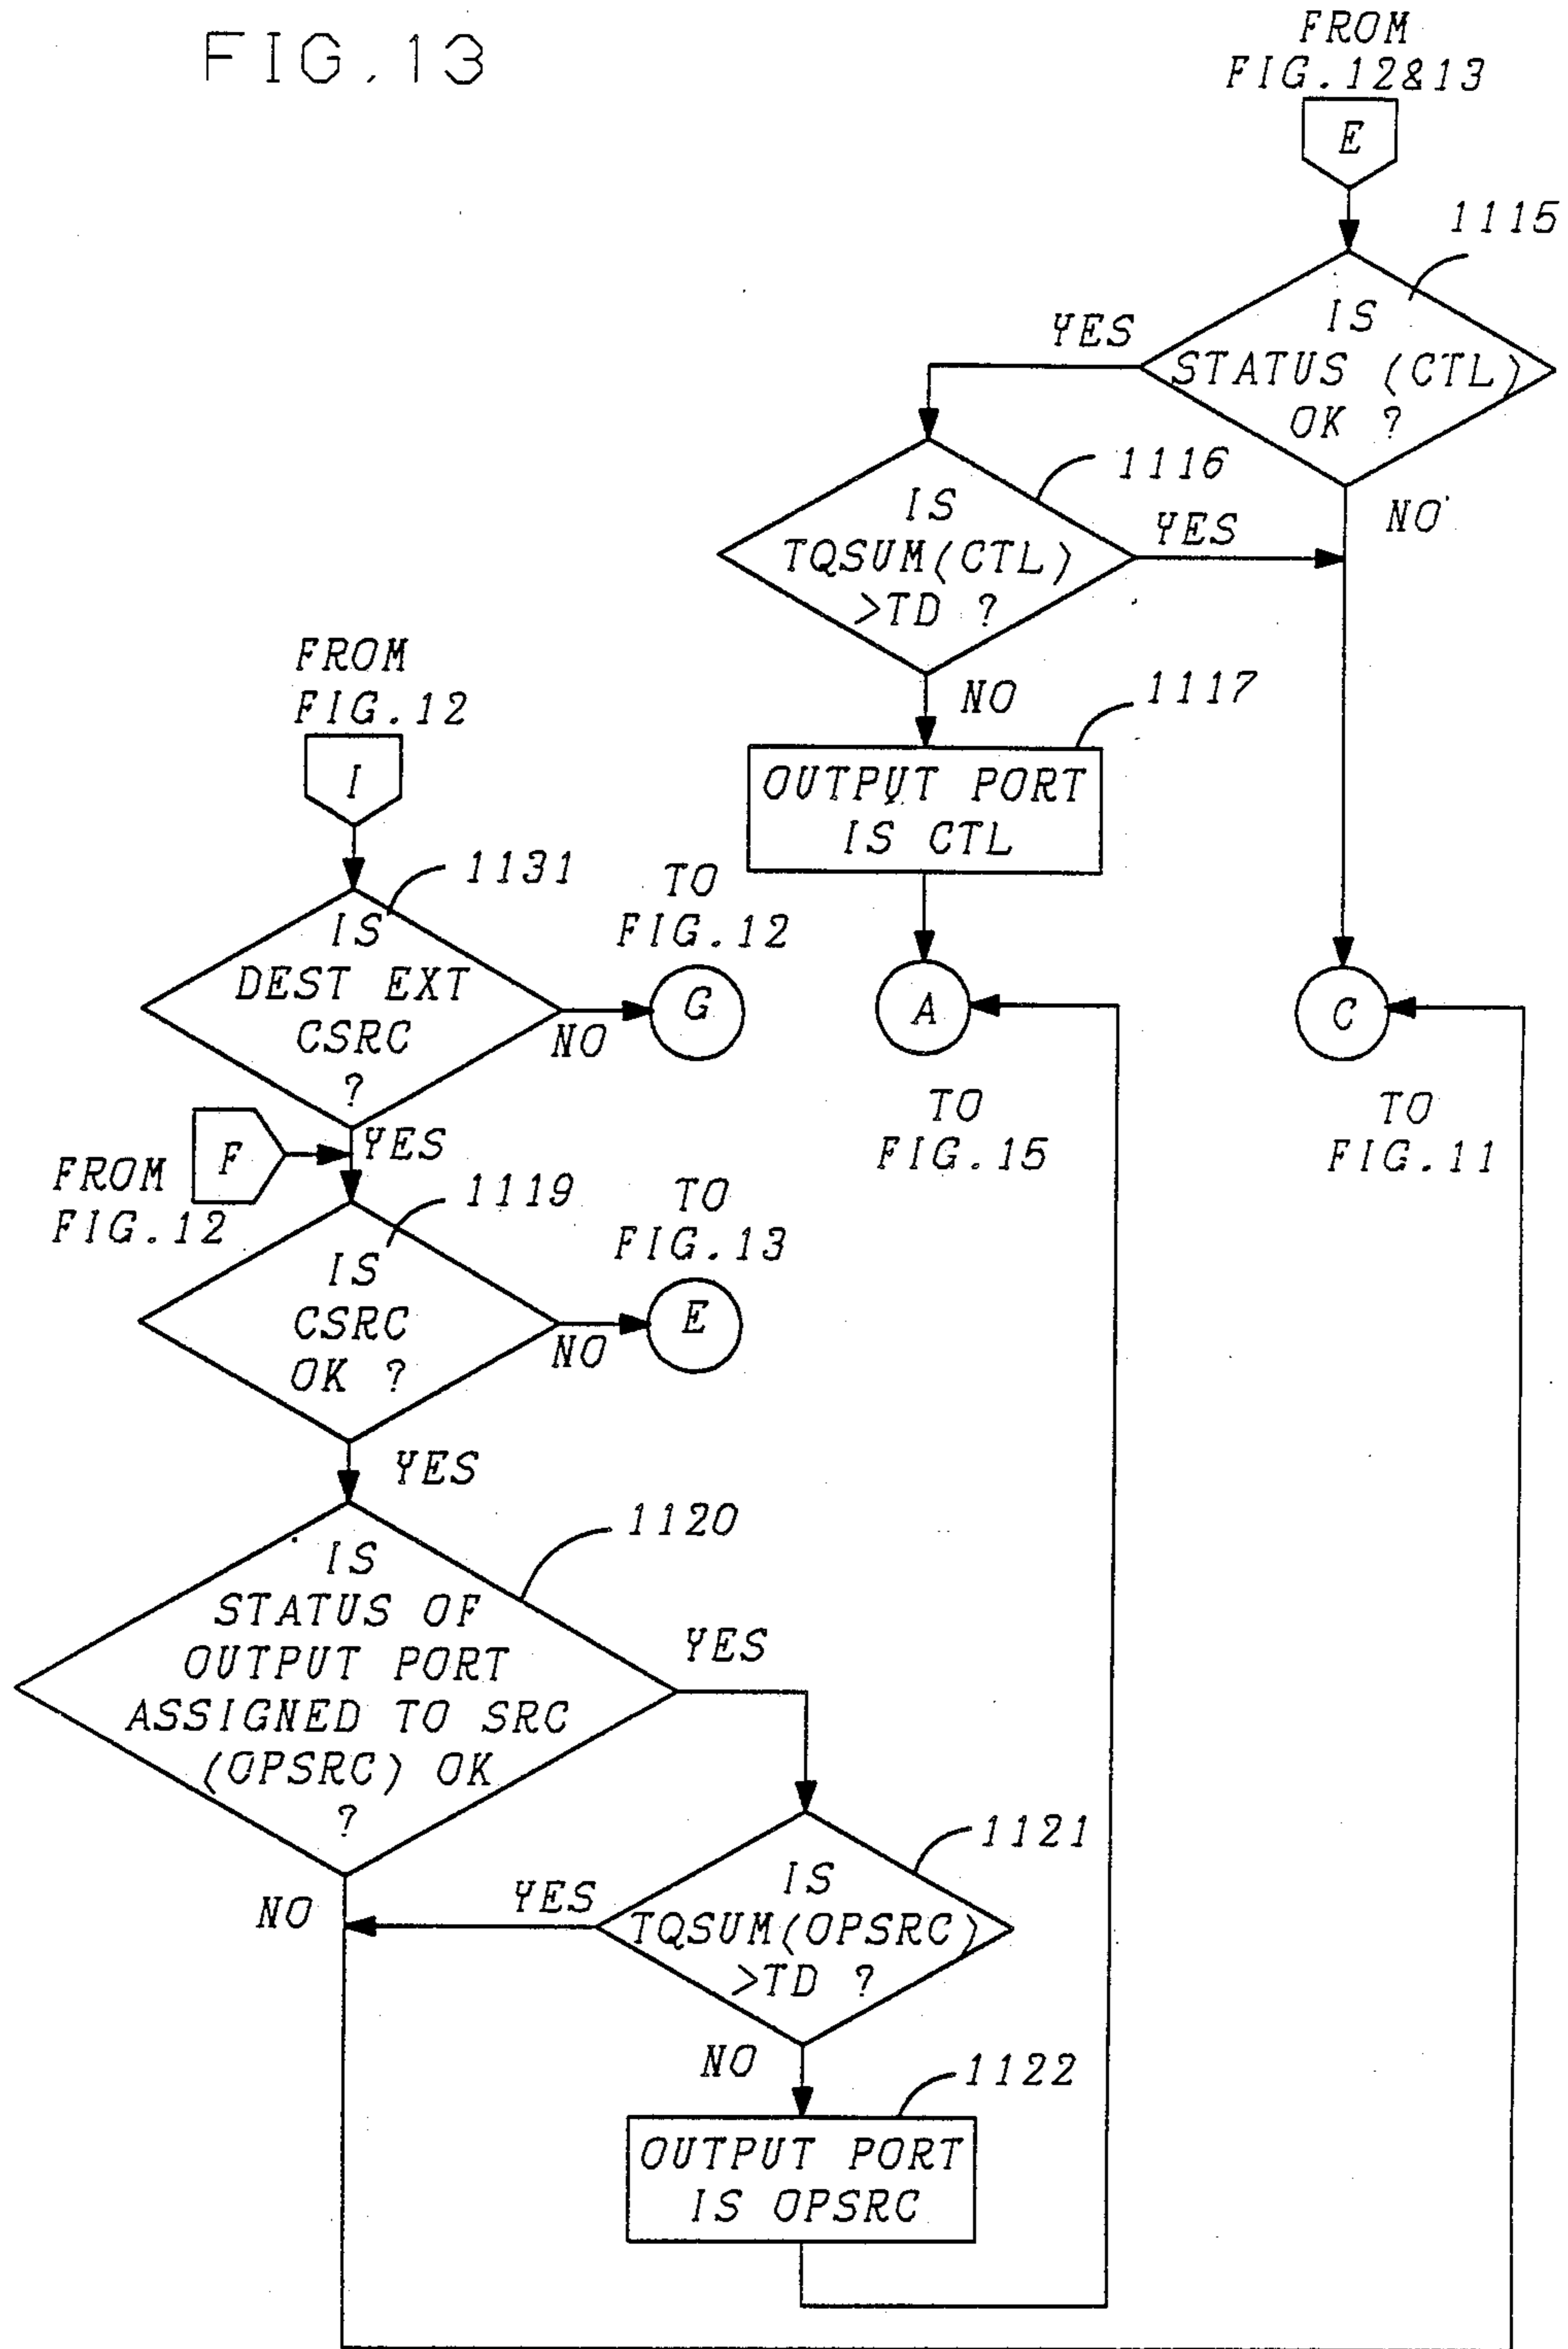 FIG.13
FROM
FIG.12&13
E
1115
IS
STATUS (CTL)
OK ?
YES
NO
1116
IS
TQSUM(CTL)
>TD ?
YES
NO
1117
OUTPUT PORT
IS CTL
A
TO
FIG.15
C
TO
FIG.11
FROM
FIG.12
I
1131
IS
DEST EXT
CSRC
?
NO
TO
FIG.12
G
YES
F
FROM
FIG.12
1119
IS
CSRC
OK ?
NO
TO
FIG.13
E
YES
1120
IS
STATUS OF
OUTPUT PORT
ASSIGNED TO SRC
(OPSRC) OK
?
YES
NO
1121
IS
TQSUM(OPSRC)
>TD ?
YES
NO
1122
OUTPUT PORT
IS OPSRC